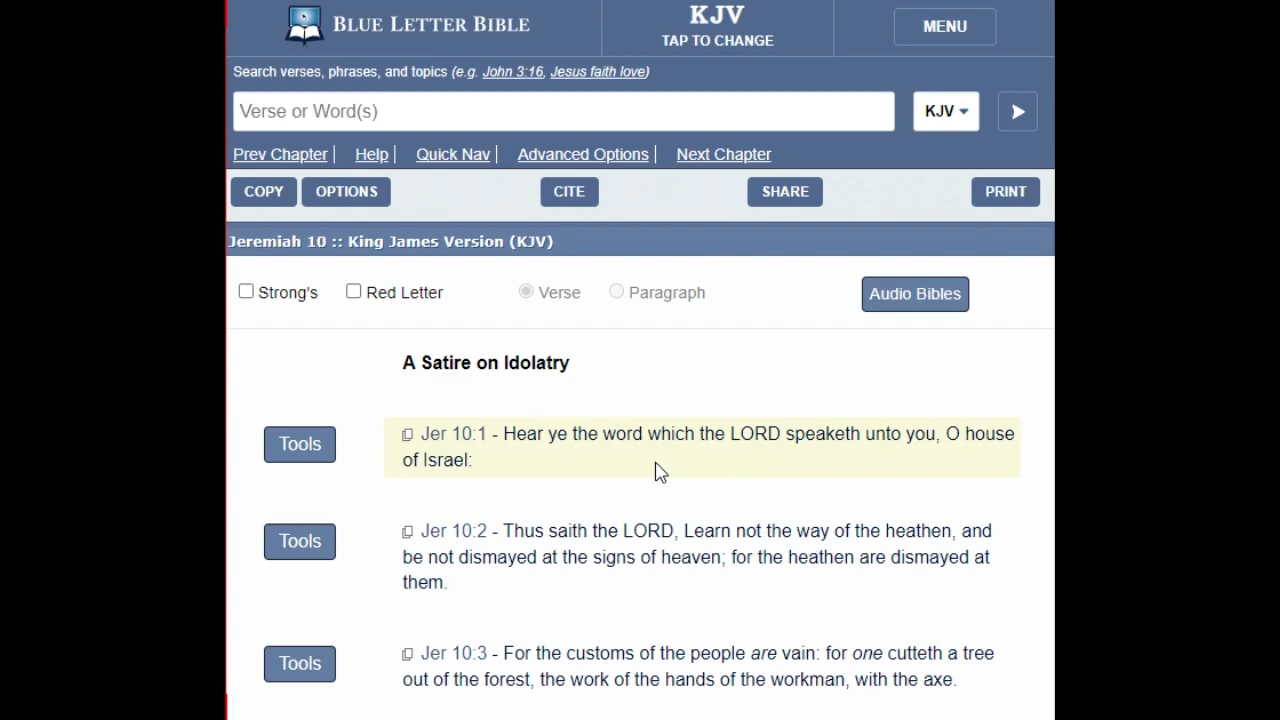 BLUE LETTER BIBLE
KJV
TAP TO CHANGE
MENU
Search verses, phrases, and topics (e.g. John 3:16, Jesus faith love)
Verse or Word(s)
KJV
Prev Chapter | Help | Quick Nav | Advanced Options | Next Chapter
COPY OPTIONS CITE SHARE PRINT
Jeremiah 10 :: King James Version (KJV)
Strong's Red Letter Verse Paragraph Audio Bibles
A Satire on Idolatry
Tools
Jer 10:1 - Hear ye the word which the LORD speaketh unto you, O house
of Israel:
Tools
Jer 10:2 - Thus saith the LORD, Learn not the way of the heathen, and
be not dismayed at the signs of heaven; for the heathen are dismayed at
them.
Tools
Jer 10:3 - For the customs of the people are vain: for one cutteth a tree
out of the forest, the work of the hands of the workman, with the axe.